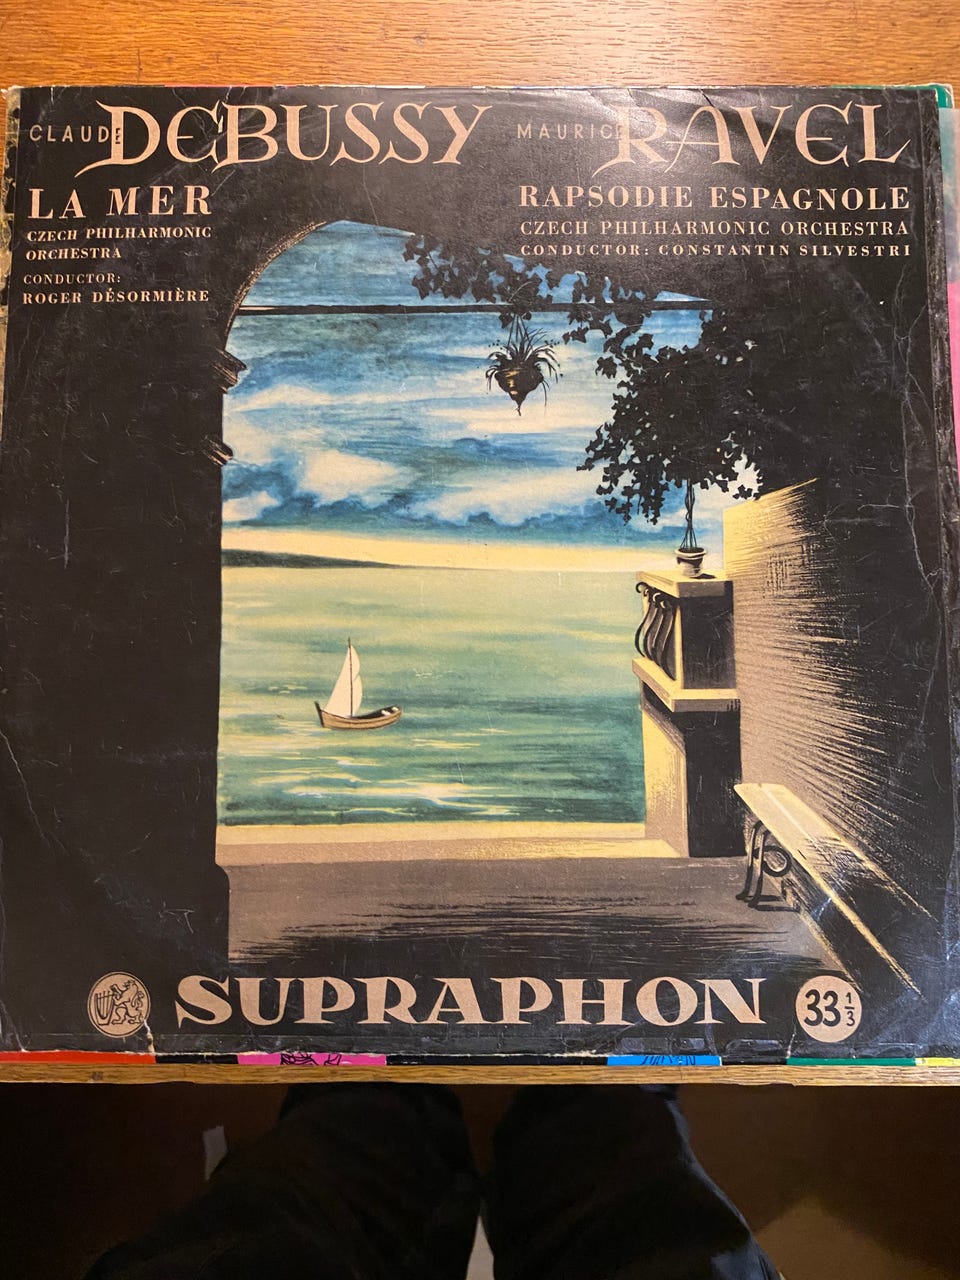 CLAUDE DEBUSSY
LA MER
CZECH PHILHARMONIC
ORCHESTRA
CONDUCTOR:
ROGER DÉSORMIÈRE
MAURICE RAVEL
RAPSODIE ESPAGNOLE
CZECH PHILHARMONIC ORCHESTRA
CONDUCTOR: CONSTANTIN SILVESTRI
SUPRAPHON
33 1/3